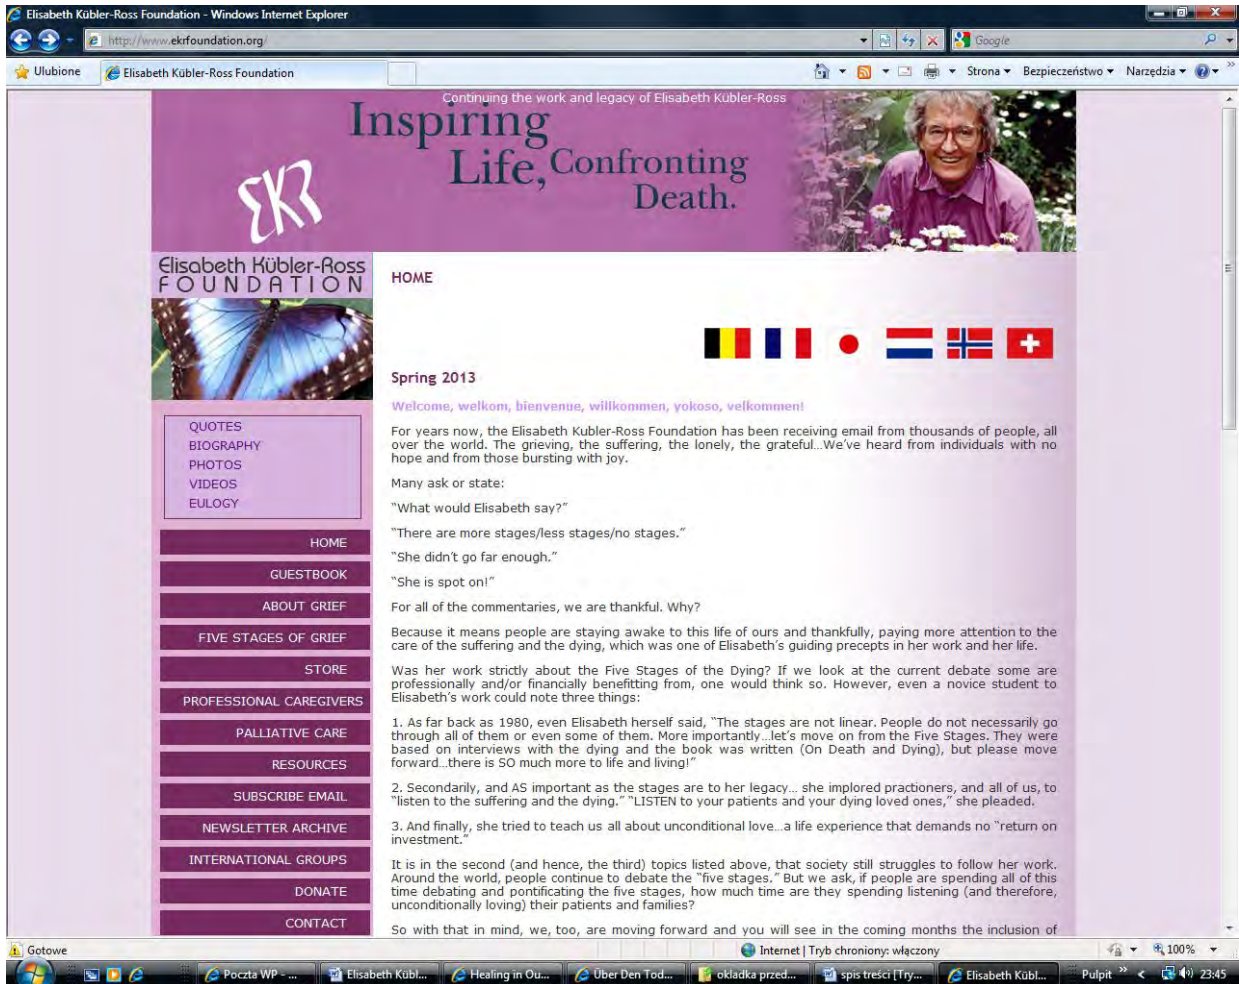 Elisabeth Kübler-Ross Foundation - Windows Internet Explorer
http://www.ekrfoundation.org/
Google
Ulubione
Elisabeth Kübler-Ross Foundation
Strona
Bezpieczeństwo
Narzędzia
Continuing the work and legacy of Elisabeth Kübler-Ross
Inspiring
Life, Confronting
Death.
EKR
Elisabeth Kübler-Ross
FOUNDATION
QUOTES
BIOGRAPHY
PHOTOS
VIDEOS
EULOGY
HOME
GUESTBOOK
ABOUT GRIEF
FIVE STAGES OF GRIEF
STORE
PROFESSIONAL CAREGIVERS
PALLIATIVE CARE
RESOURCES
SUBSCRIBE EMAIL
NEWSLETTER ARCHIVE
INTERNATIONAL GROUPS
DONATE
CONTACT
HOME
Spring 2013
Welcome, welkom, bienvenue, willkommen, yokoso, velkommen!
For years now, the Elisabeth Kubler-Ross Foundation has been receiving email from thousands of people, all
over the world. The grieving, the suffering, the lonely, the grateful...We've heard from individuals with no
hope and from those bursting with joy.
Many ask or state:
"What would Elisabeth say?"
"There are more stages/less stages/no stages."
"She didn't go far enough."
"She is spot on!"
For all of the commentaries, we are thankful. Why?
Because it means people are staying awake to this life of ours and thankfully, paying more attention to the
care of the suffering and the dying, which was one of Elisabeth's guiding precepts in her work and her life.
Was her work strictly about the Five Stages of the Dying? If we look at the current debate some are
professionally and/or financially benefitting from, one would think so. However, even a novice student to
Elisabeth's work could note three things:
1. As far back as 1980, even Elisabeth herself said, "The stages are not linear. People do not necessarily go
through all of them or even some of them. More importantly...let's move on from the Five Stages. They were
based on interviews with the dying and the book was written (On Death and Dying), but please move
forward...there is SO much more to life and living!"
2. Secondarily, and AS important as the stages are to her legacy... she implored practioners, and all of us, to
"listen to the suffering and the dying." "LISTEN to your patients and your dying loved ones," she pleaded.
3. And finally, she tried to teach us all about unconditional love...a life experience that demands no "return on
investment."
It is in the second (and hence, the third) topics listed above, that society still struggles to follow her work.
Around the world, people continue to debate the "five stages." But we ask, if people are spending all of this
time debating and pontificating the five stages, how much time are they spending listening (and therefore,
unconditionally loving) their patients and families?
So with that in mind, we, too, are moving forward and you will see in the coming months the inclusion of
Gotowe
Internet | Tryb chroniony: włączony
100%
Poczta WP - ...
Elisabeth Kübl...
Healing in Ou...
Über Den Tod...
okladka przed...
spis treści [Try...
Elisabeth Kübl...
Pulpit
23:45